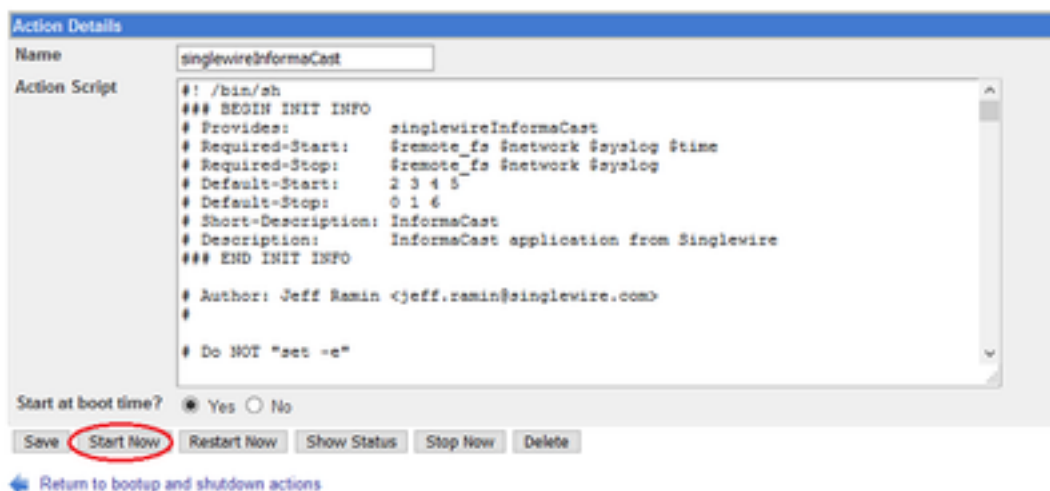 Action Details
Name singlewireInformaCast
Action Script #! /bin/sh
### BEGIN INIT INFO
# Provides: singlewireInformaCast
# Required-Start: $remote_fs $network $syslog $time
# Required-Stop: $remote_fs $network $syslog
# Default-Start: 2 3 4 5
# Default-Stop: 0 1 6
# Short-Description: InformaCast
# Description: InformaCast application from Singlewire
### END INIT INFO
# Author: Jeff Ramin <jeff.ramin@singlewire.com>
#
# Do NOT "set -e"
Start at boot time? Yes No
Save Start Now Restart Now Show Status Stop Now Delete
Return to bootup and shutdown actions